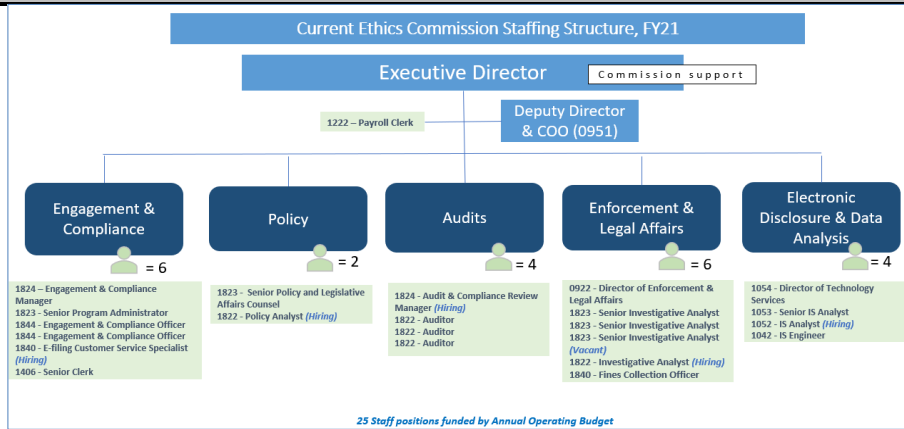 Current Ethics Commission Staffing Structure, FY21
Executive Director
Commission support
1222 – Payroll Clerk
Deputy Director
& COO (0951)
Engagement &
Compliance
= 6
1824 – Engagement & Compliance
Manager
1823 - Senior Program Administrator
1844 - Engagement & Compliance Officer
1844 - Engagement & Compliance Officer
1840 - E-filing Customer Service Specialist
(Hiring)
1406 - Senior Clerk
Policy
= 2
1823 - Senior Policy and Legislative
Affairs Counsel
1822 - Policy Analyst (Hiring)
Audits
= 4
1824 - Audit & Compliance Review
Manager (Hiring)
1822 - Auditor
1822 - Auditor
1822 - Auditor
Enforcement &
Legal Affairs
= 6
0922 - Director of Enforcement &
Legal Affairs
1823 - Senior Investigative Analyst
1823 - Senior Investigative Analyst
1823 - Senior Investigative Analyst
(Vacant)
1822 - Investigative Analyst (Hiring)
1840 - Fines Collection Officer
Electronic
Disclosure & Data
Analysis
= 4
1054 - Director of Technology
Services
1053 - Senior IS Analyst
1052 - IS Analyst (Hiring)
1042 - IS Engineer
25 Staff positions funded by Annual Operating Budget